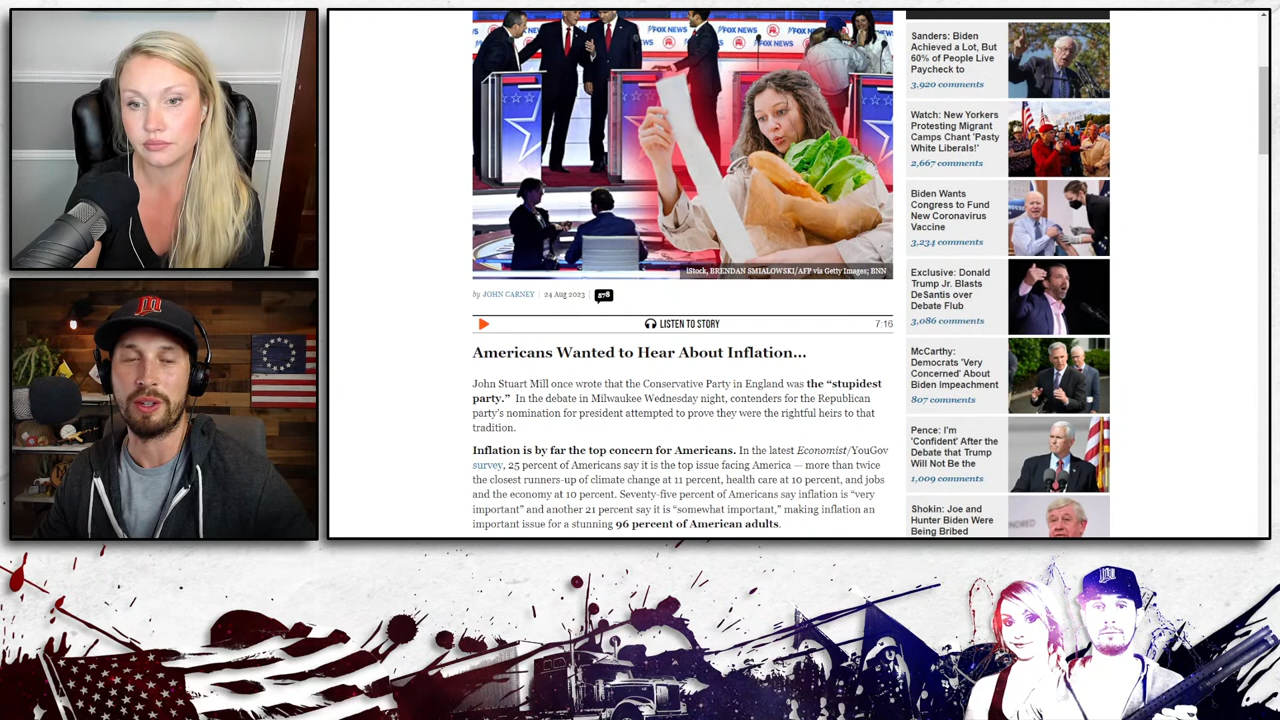 FOX NEWS
FOX NEWS
FOX NEWS
iStock, BRENDAN SMIALOWSKI/AFP via Getty Images; BNN
by JOHN CARNEY | 24 Aug 2023 | 578
LISTEN TO STORY 7:16
Americans Wanted to Hear About Inflation...
John Stuart Mill once wrote that the Conservative Party in England was the “stupidest
party.” In the debate in Milwaukee Wednesday night, contenders for the Republican
party’s nomination for president attempted to prove they were the rightful heirs to that
tradition.
Inflation is by far the top concern for Americans. In the latest Economist/YouGov
survey, 25 percent of Americans say it is the top issue facing America — more than twice
the closest runners-up of climate change at 11 percent, health care at 10 percent, and jobs
and the economy at 10 percent. Seventy-five percent of Americans say inflation is “very
important” and another 21 percent say it is “somewhat important,” making inflation an
important issue for a stunning 96 percent of American adults.
Sanders: Biden
Achieved a Lot, But
60% of People Live
Paycheck to
3,920 comments
Watch: New Yorkers
Protesting Migrant
Camps Chant 'Pasty
White Liberals!'
2,667 comments
Biden Wants
Congress to Fund
New Coronavirus
Vaccine
3,234 comments
Exclusive: Donald
Trump Jr. Blasts
DeSantis over
Debate Flub
3,086 comments
McCarthy:
Democrats 'Very
Concerned' About
Biden Impeachment
807 comments
Pence: I'm
'Confident' After the
Debate that Trump
Will Not Be the
1,009 comments
Shokin: Joe and
Hunter Biden Were
Being Bribed